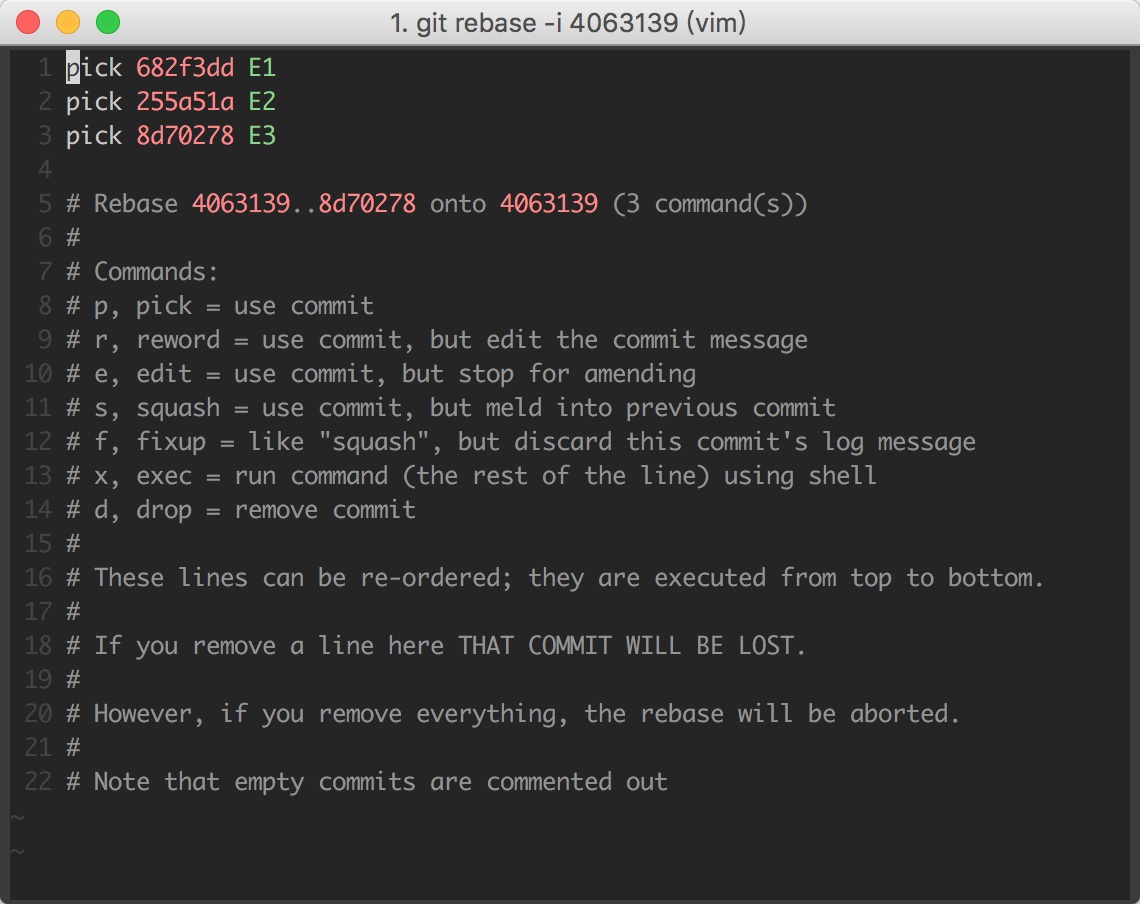 1. git rebase -i 4063139 (vim)
1 pick 682f3dd E1
2 pick 255a51a E2
3 pick 8d70278 E3
4
5 # Rebase 4063139..8d70278 onto 4063139 (3 command(s))
6 #
7 # Commands:
8 # p, pick = use commit
9 # r, reword = use commit, but edit the commit message
10 # e, edit = use commit, but stop for amending
11 # s, squash = use commit, but meld into previous commit
12 # f, fixup = like "squash", but discard this commit's log message
13 # x, exec = run command (the rest of the line) using shell
14 # d, drop = remove commit
15 #
16 # These lines can be re-ordered; they are executed from top to bottom.
17 #
18 # If you remove a line here THAT COMMIT WILL BE LOST.
19 #
20 # However, if you remove everything, the rebase will be aborted.
21 #
22 # Note that empty commits are commented out
~
~